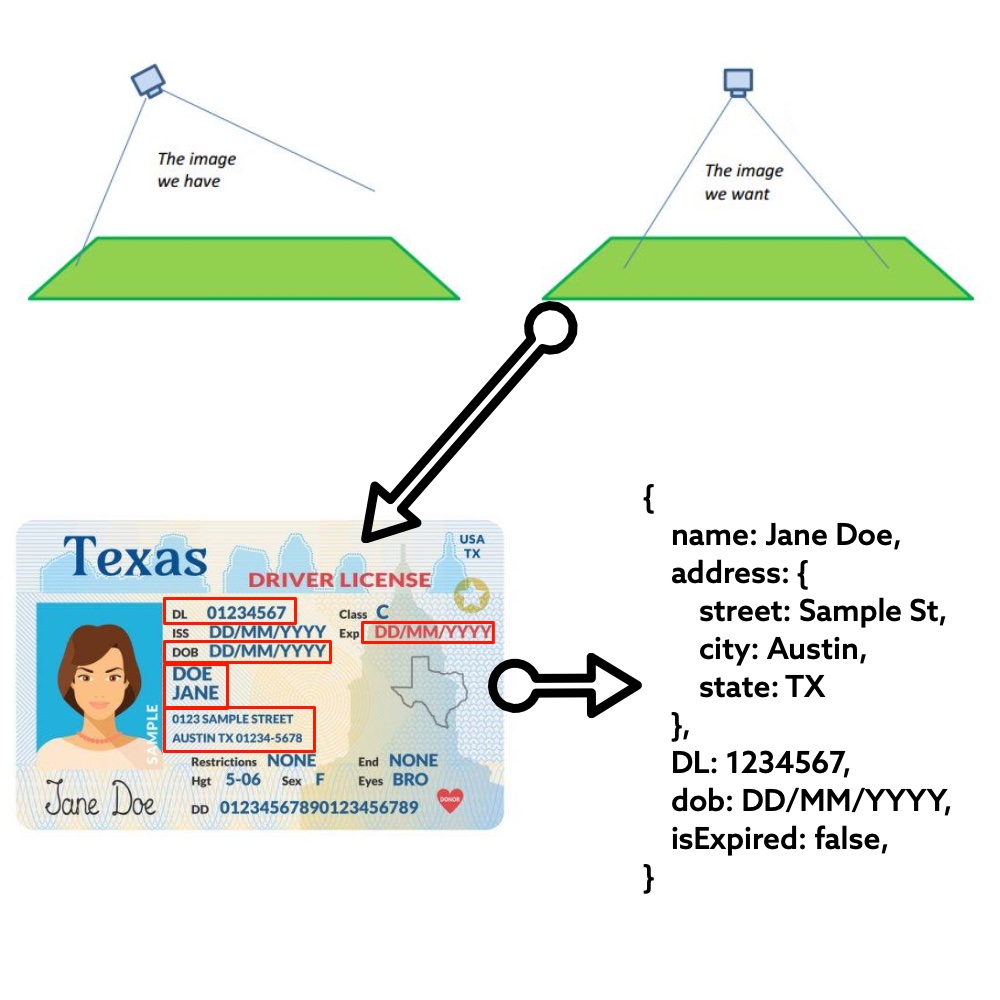 The image
we have
The image
we want
Texas
USA
TX
DRIVER LICENSE
DL 01234567
Class C
ISS DD/MM/YYYY
Exp DD/MM/YYYY
DOB DD/MM/YYYY
DOE
JANE
0123 SAMPLE STREET
AUSTIN TX 01234-5678
SAMPLE
Restrictions NONE
End NONE
Hgt 5-06 Sex F Eyes BRO
Jane Doe
DD 01234567890123456789
DONOR
{
name: Jane Doe,
address: {
street: Sample St,
city: Austin,
state: TX
},
DL: 1234567,
dob: DD/MM/YYYY,
isExpired: false,
}